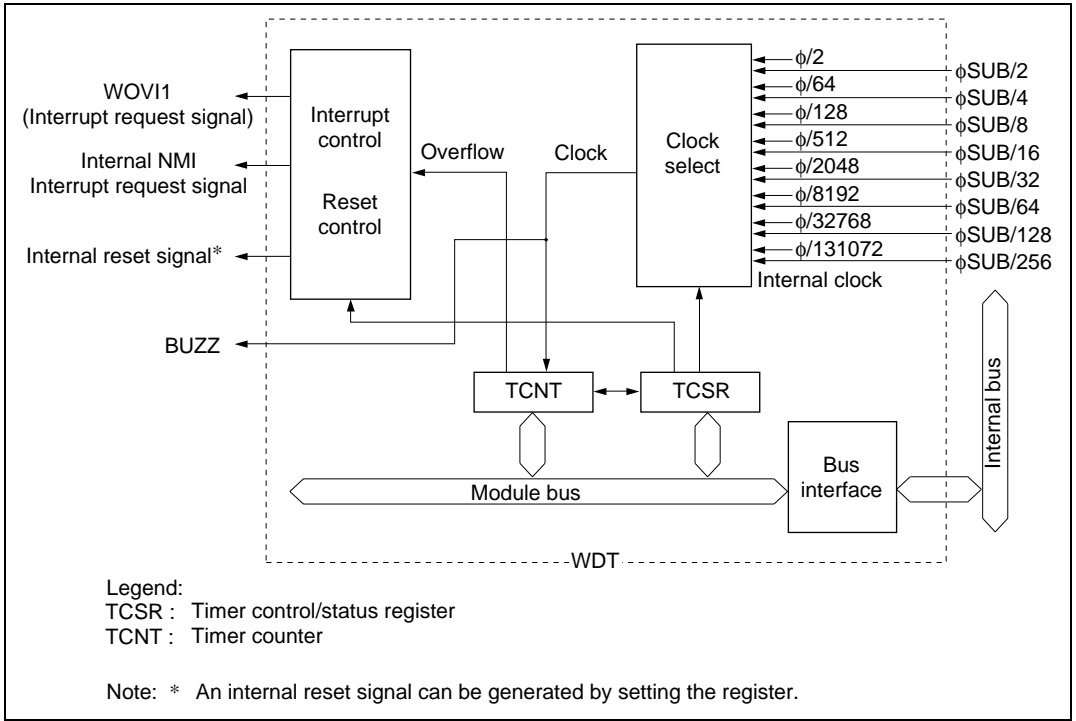 WOVI1
(Interrupt request signal)
Internal NMI
Interrupt request signal
Internal reset signal*
BUZZ
Interrupt
control
Reset
control
Overflow
Clock
Clock
select
ϕ/2
ϕ/64
ϕ/128
ϕ/512
ϕ/2048
ϕ/8192
ϕ/32768
ϕ/131072
Internal clock
ϕSUB/2
ϕSUB/4
ϕSUB/8
ϕSUB/16
ϕSUB/32
ϕSUB/64
ϕSUB/128
ϕSUB/256
TCNT
TCSR
Module bus
Bus
interface
Internal bus
WDT
Legend:
TCSR : Timer control/status register
TCNT : Timer counter
Note: * An internal reset signal can be generated by setting the register.